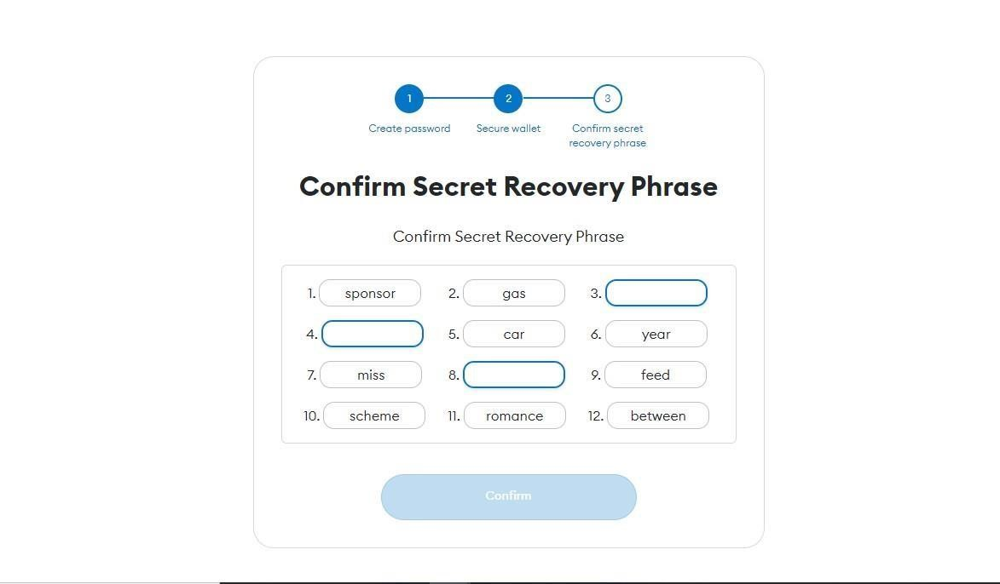 1 2 3
Create password Secure wallet Confirm secret
recovery phrase
Confirm Secret Recovery Phrase
Confirm Secret Recovery Phrase
1. sponsor 2. gas 3.
4. 5. car 6. year
7. miss 8. 9. feed
10. scheme 11. romance 12. between
Confirm